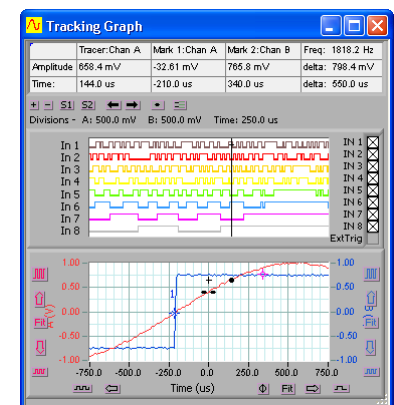 Tracking Graph
Tracer:Chan A Mark 1:Chan A Mark 2:Chan B Freq: 1818.2 Hz
Amplitude 658.4 mV -32.61 mV 765.8 mV delta: 798.4 mV
Time: 144.0 us -210.0 us 340.0 us delta: 550.0 us
+ - S1 S2
Divisions - A: 500.0 mV B: 500.0 mV Time: 250.0 us
In 1 IN 1
In 2 IN 2
In 3 IN 3
In 4 IN 4
In 5 IN 5
In 6 IN 6
In 7 IN 7
In 8 IN 8
ExtTrig
1.00 1.00
0.50 0.50
1
Fit A (V) 0.00 0.00 B (V) Fit
-0.50 -0.50
-1.00 -1.00
-750.0 -500.0 -250.0 0.0 250.0 500.0 750.0
Time (us) Fit